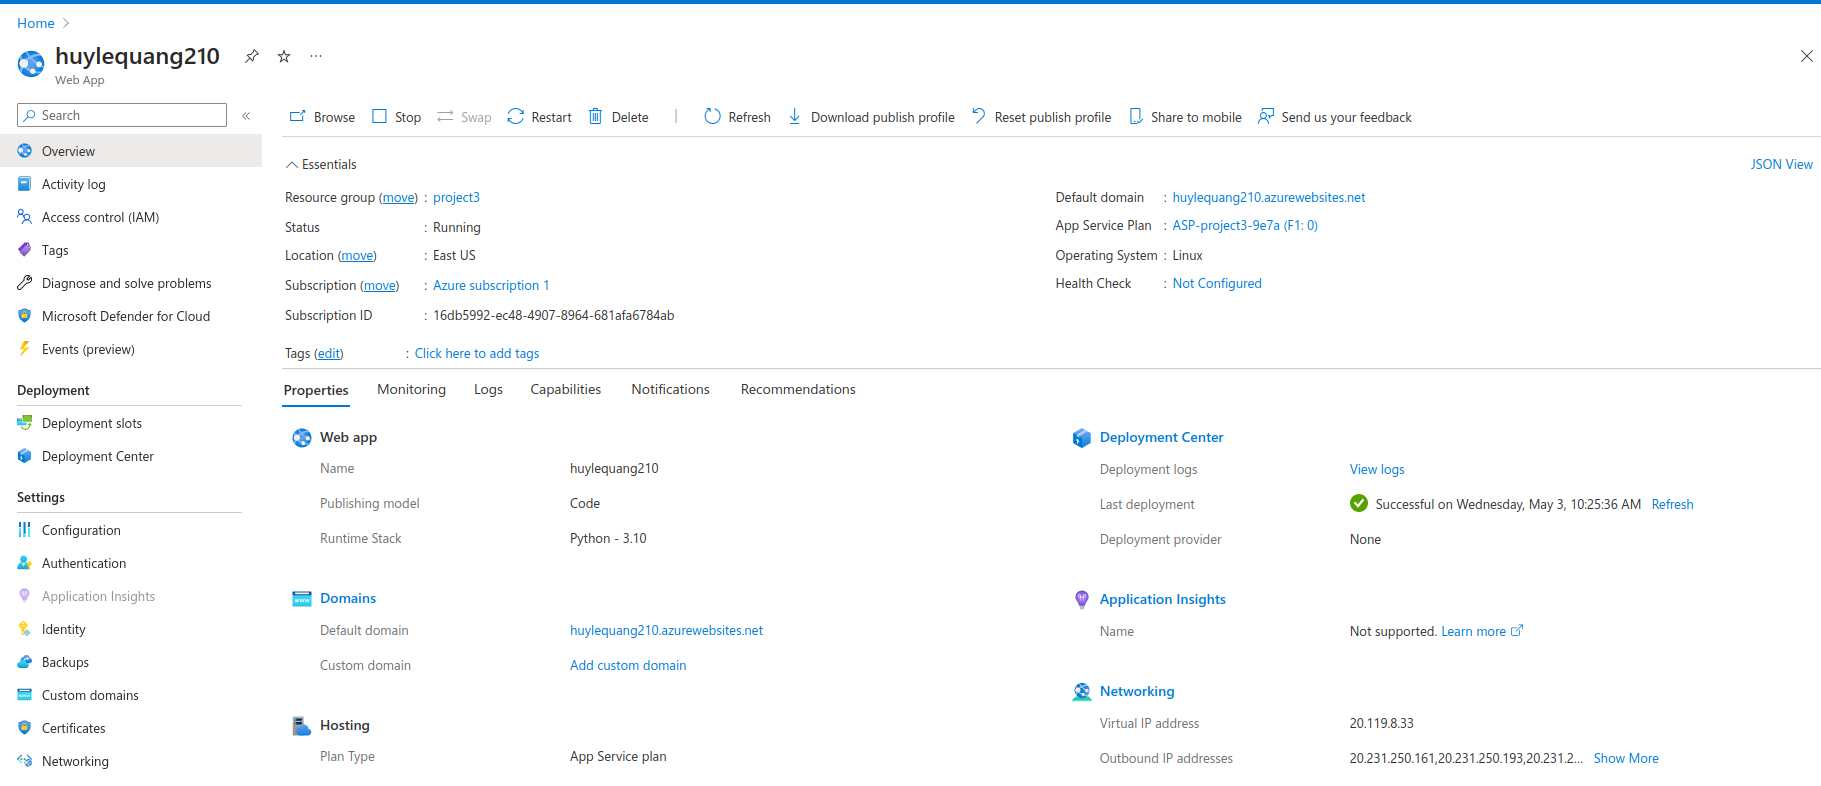 Home
huylequang210
Web App
Search
Browse Stop Swap Restart Delete Refresh Download publish profile Reset publish profile Share to mobile Send us your feedback
Overview
Activity log
Access control (IAM)
Tags
Diagnose and solve problems
Microsoft Defender for Cloud
Events (preview)
Deployment
Deployment slots
Deployment Center
Settings
Configuration
Authentication
Application Insights
Identity
Backups
Custom domains
Certificates
Networking
Essentials
JSON View
Resource group (move) : project3
Status : Running
Location (move) : East US
Subscription (move) : Azure subscription 1
Subscription ID : 16db5992-ec48-4907-8964-681afa6784ab
Default domain : huylequang210.azurewebsites.net
App Service Plan : ASP-project3-9e7a (F1: 0)
Operating System : Linux
Health Check : Not Configured
Tags (edit) : Click here to add tags
Properties Monitoring Logs Capabilities Notifications Recommendations
Web app
Name huylequang210
Publishing model Code
Runtime Stack Python - 3.10
Domains
Default domain huylequang210.azurewebsites.net
Custom domain Add custom domain
Hosting
Plan Type App Service plan
Deployment Center
Deployment logs View logs
Last deployment Successful on Wednesday, May 3, 10:25:36 AM Refresh
Deployment provider None
Application Insights
Name Not supported. Learn more
Networking
Virtual IP address 20.119.8.33
Outbound IP addresses 20.231.250.161,20.231.250.193,20.231.2... Show More